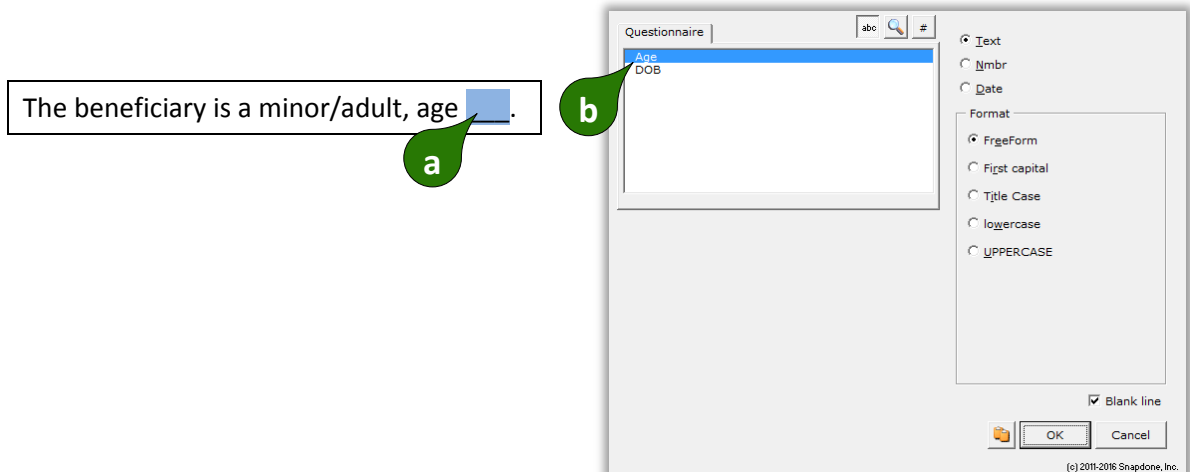 The beneficiary is a minor/adult, age ___.
a
b
Questionnaire
abc
#
Age
DOB
Text
Nmbr
Date
Format
FreeForm
First capital
Title Case
lowercase
UPPERCASE
Blank line
OK
Cancel
(c) 2011-2016 Snapdone, Inc.